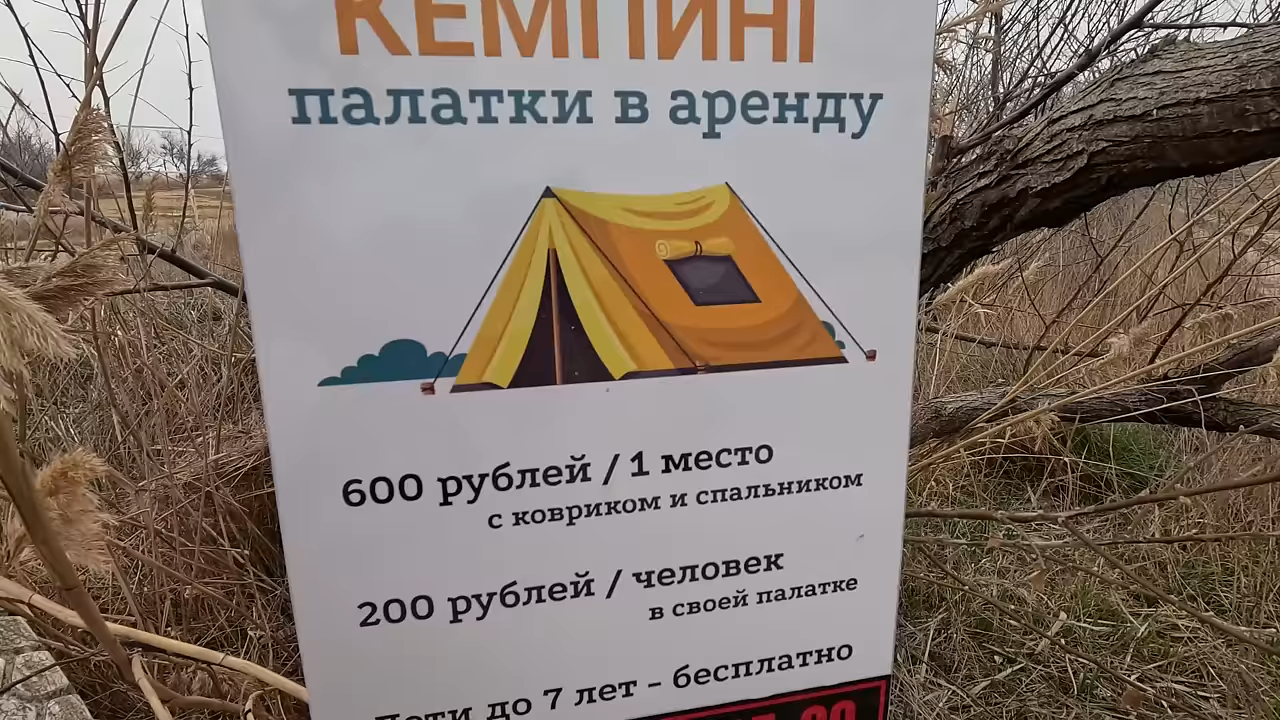 КЕМПИНГ
палатки в аренду
600 рублей / 1 место
с ковриком и спальником
200 рублей / человек
в своей палатке
Дети до 7 лет - бесплатно